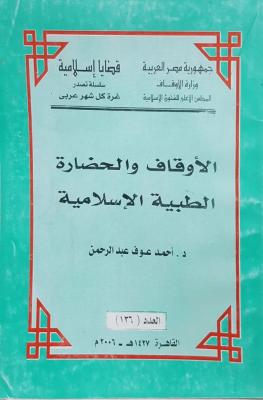 جمهورية مصر العربية
وزارة الأوقاف
المجلس الأعلى للشئون الإسلامية
قضايا إسلامية
سلسلة تصدر
غرة كل شهر عربى
الأوقاف والحضارة
الطبية الإسلامية
د. أحمد عوف عبد الرحمن
العدد (١٣٦)
القاهرة ١٤٢٧هـ - ٢٠٠٦م